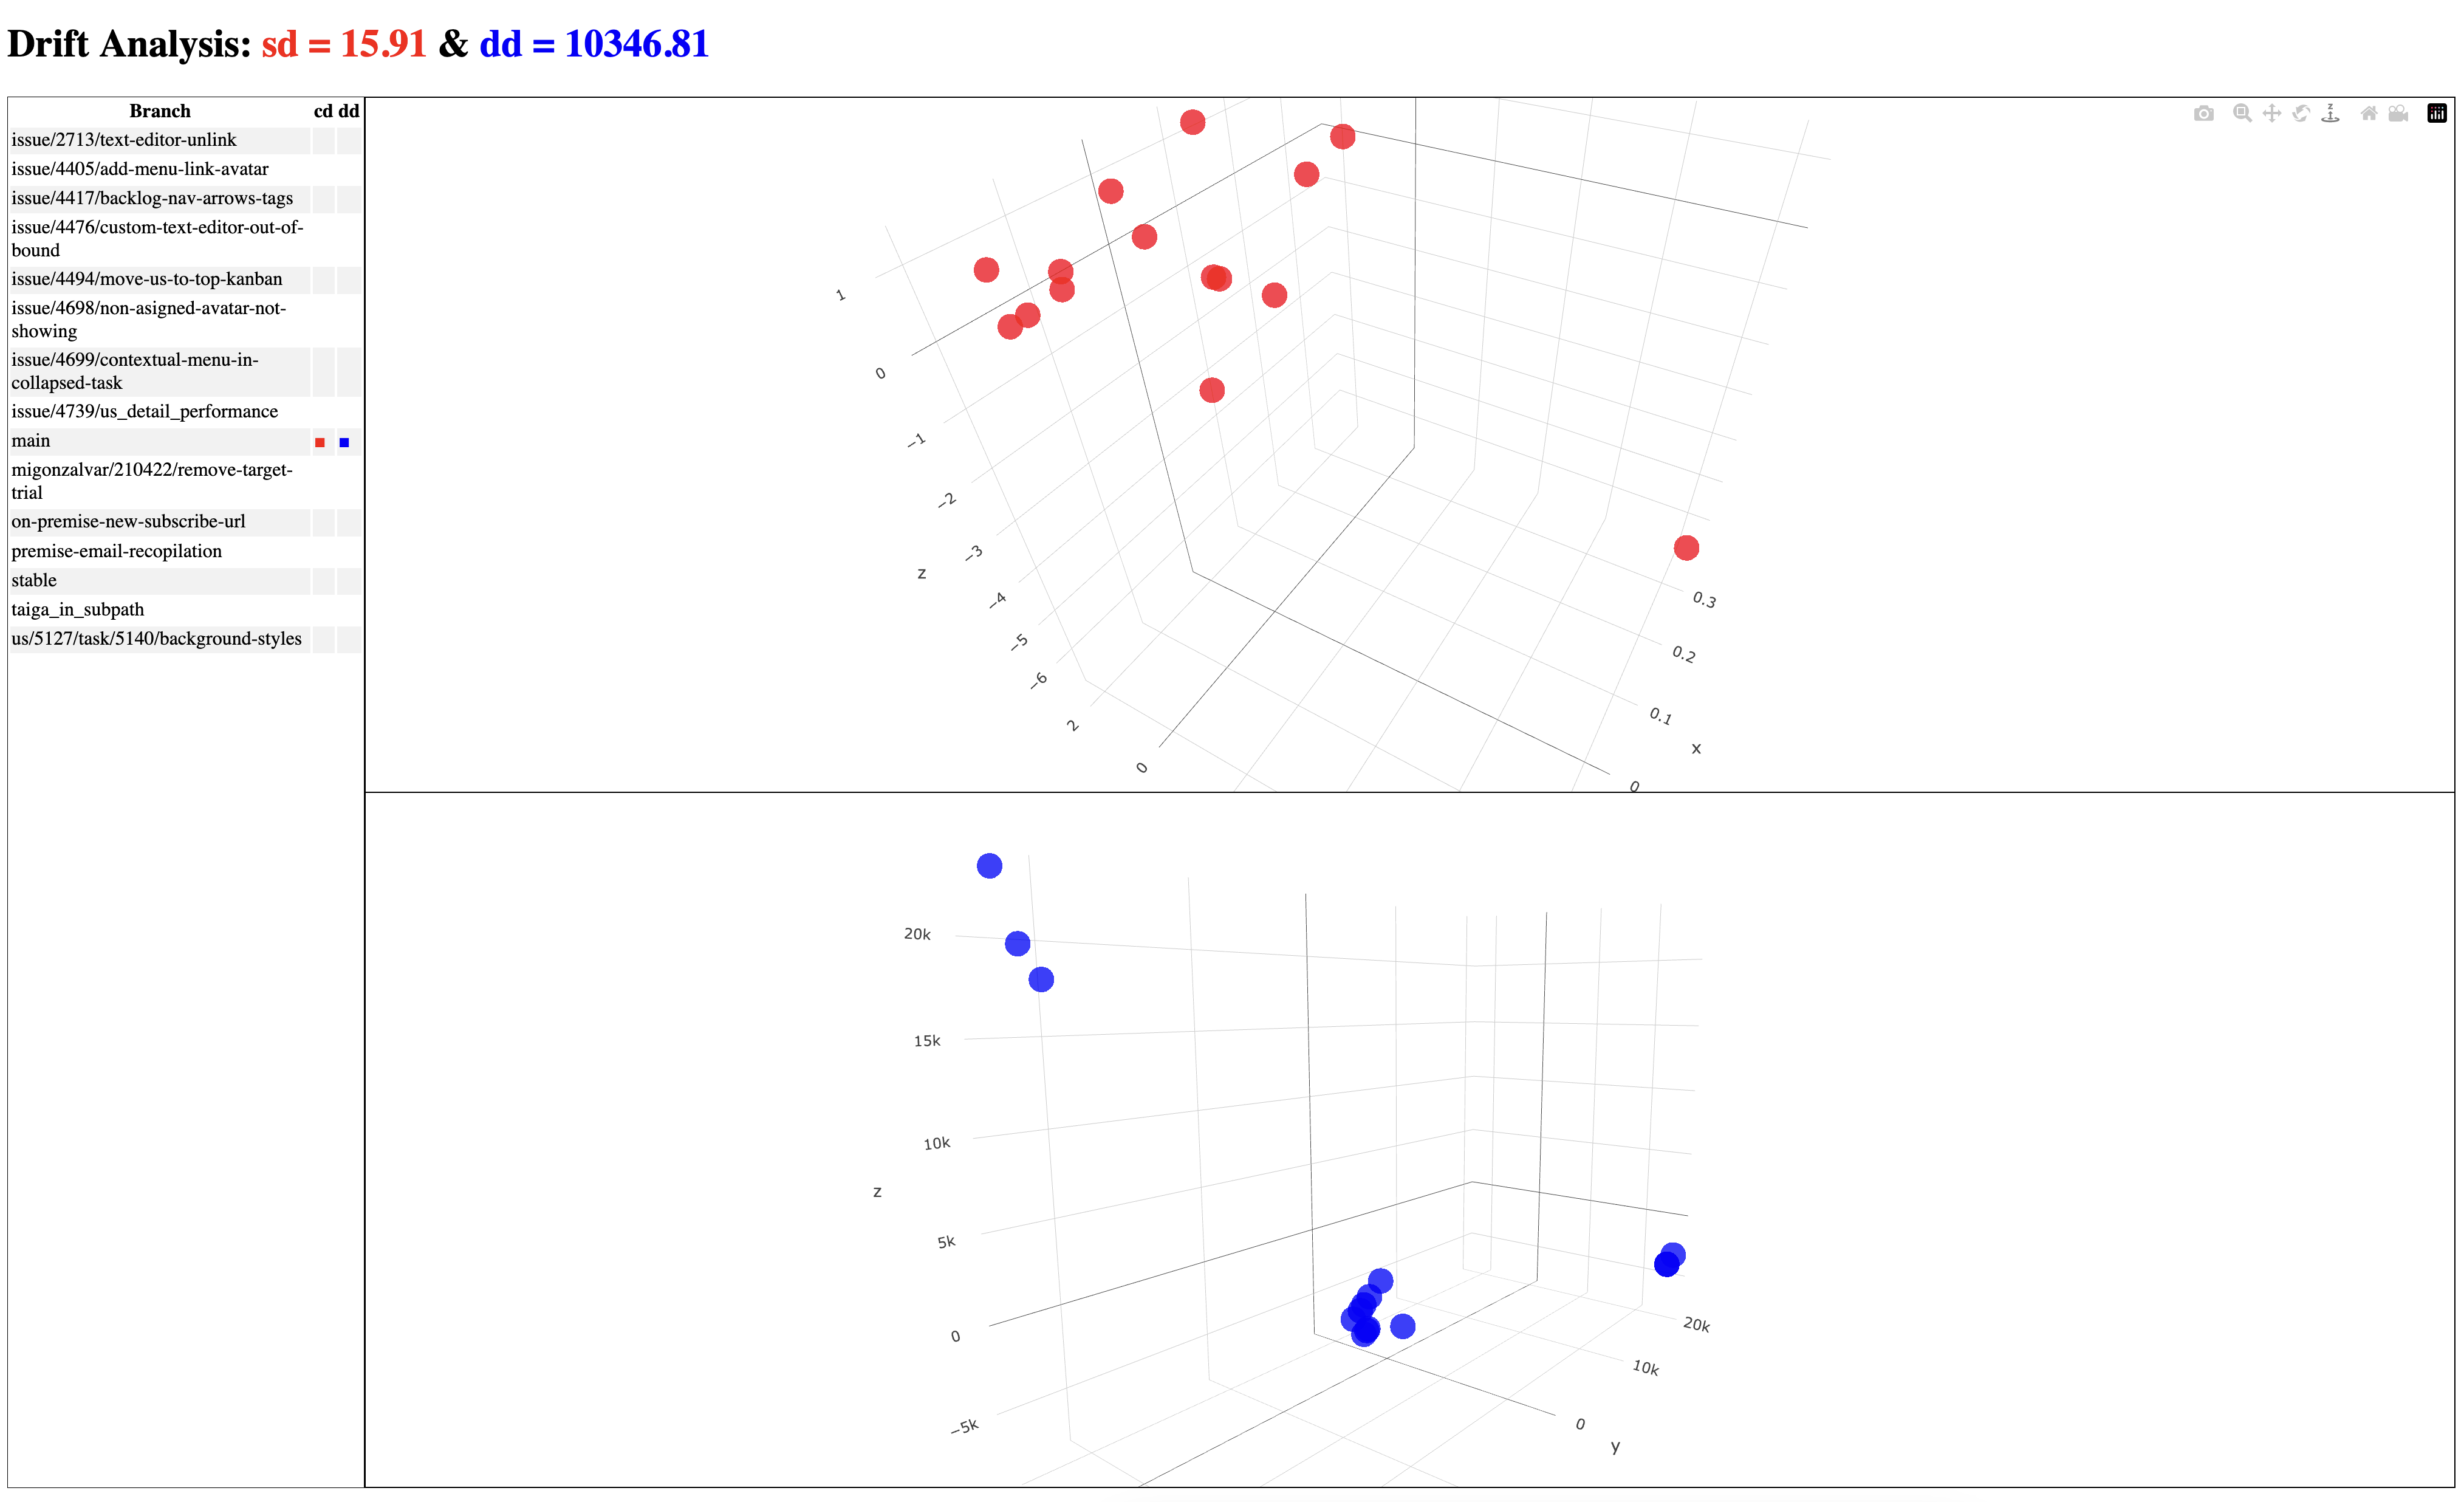 Drift Analysis: sd = 15.91 & dd = 10346.81
Branch cd dd
issue/2713/text-editor-unlink
issue/4405/add-menu-link-avatar
issue/4417/backlog-nav-arrows-tags
issue/4476/custom-text-editor-out-of-
bound
issue/4494/move-us-to-top-kanban
issue/4698/non-asigned-avatar-not-
showing
issue/4699/contextual-menu-in-
collapsed-task
issue/4739/us_detail_performance
main
migonzalvar/210422/remove-target-
trial
on-premise-new-subscribe-url
premise-email-recopilation
stable
taiga_in_subpath
us/5127/task/5140/background-styles
z
1
0
−1
−2
−3
−4
−5
−6
z
2
0
0.3
0.2
0.1
0
x
20k
15k
10k
5k
0
−5k
z
20k
10k
0
y